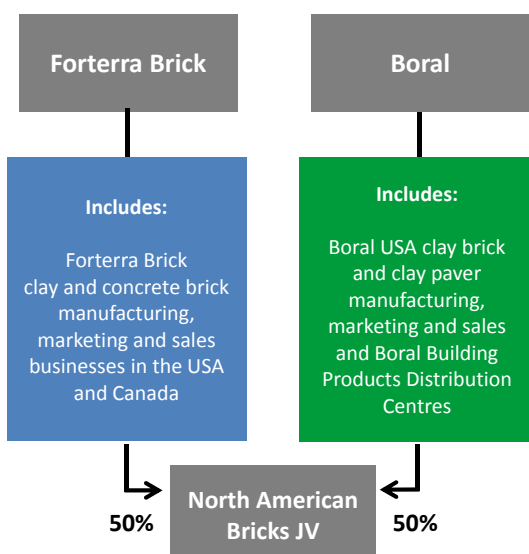 Forterra Brick
Boral
Includes:
Forterra Brick
clay and concrete brick
manufacturing,
marketing and sales
businesses in the USA
and Canada
Includes:
Boral USA clay brick
and clay paver
manufacturing,
marketing and sales
and Boral Building
Products Distribution
Centres
50%
North American
Bricks JV
50%